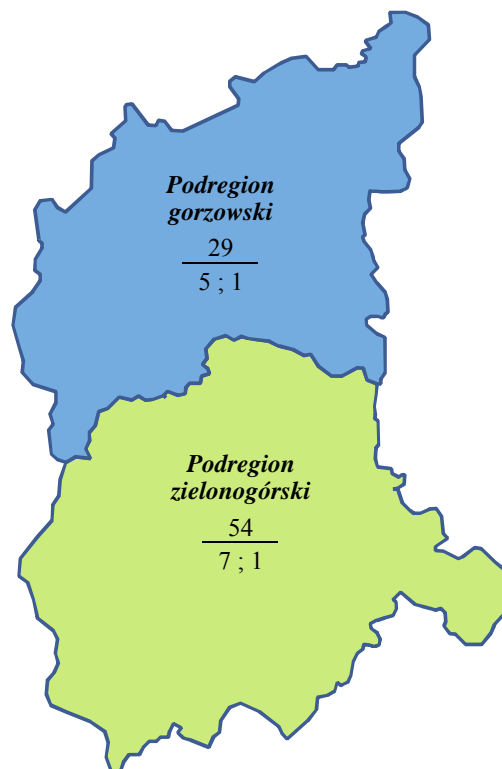 Podregion
gorzowski
29
5 ; 1
Podregion
zielonogórski
54
7 ; 1